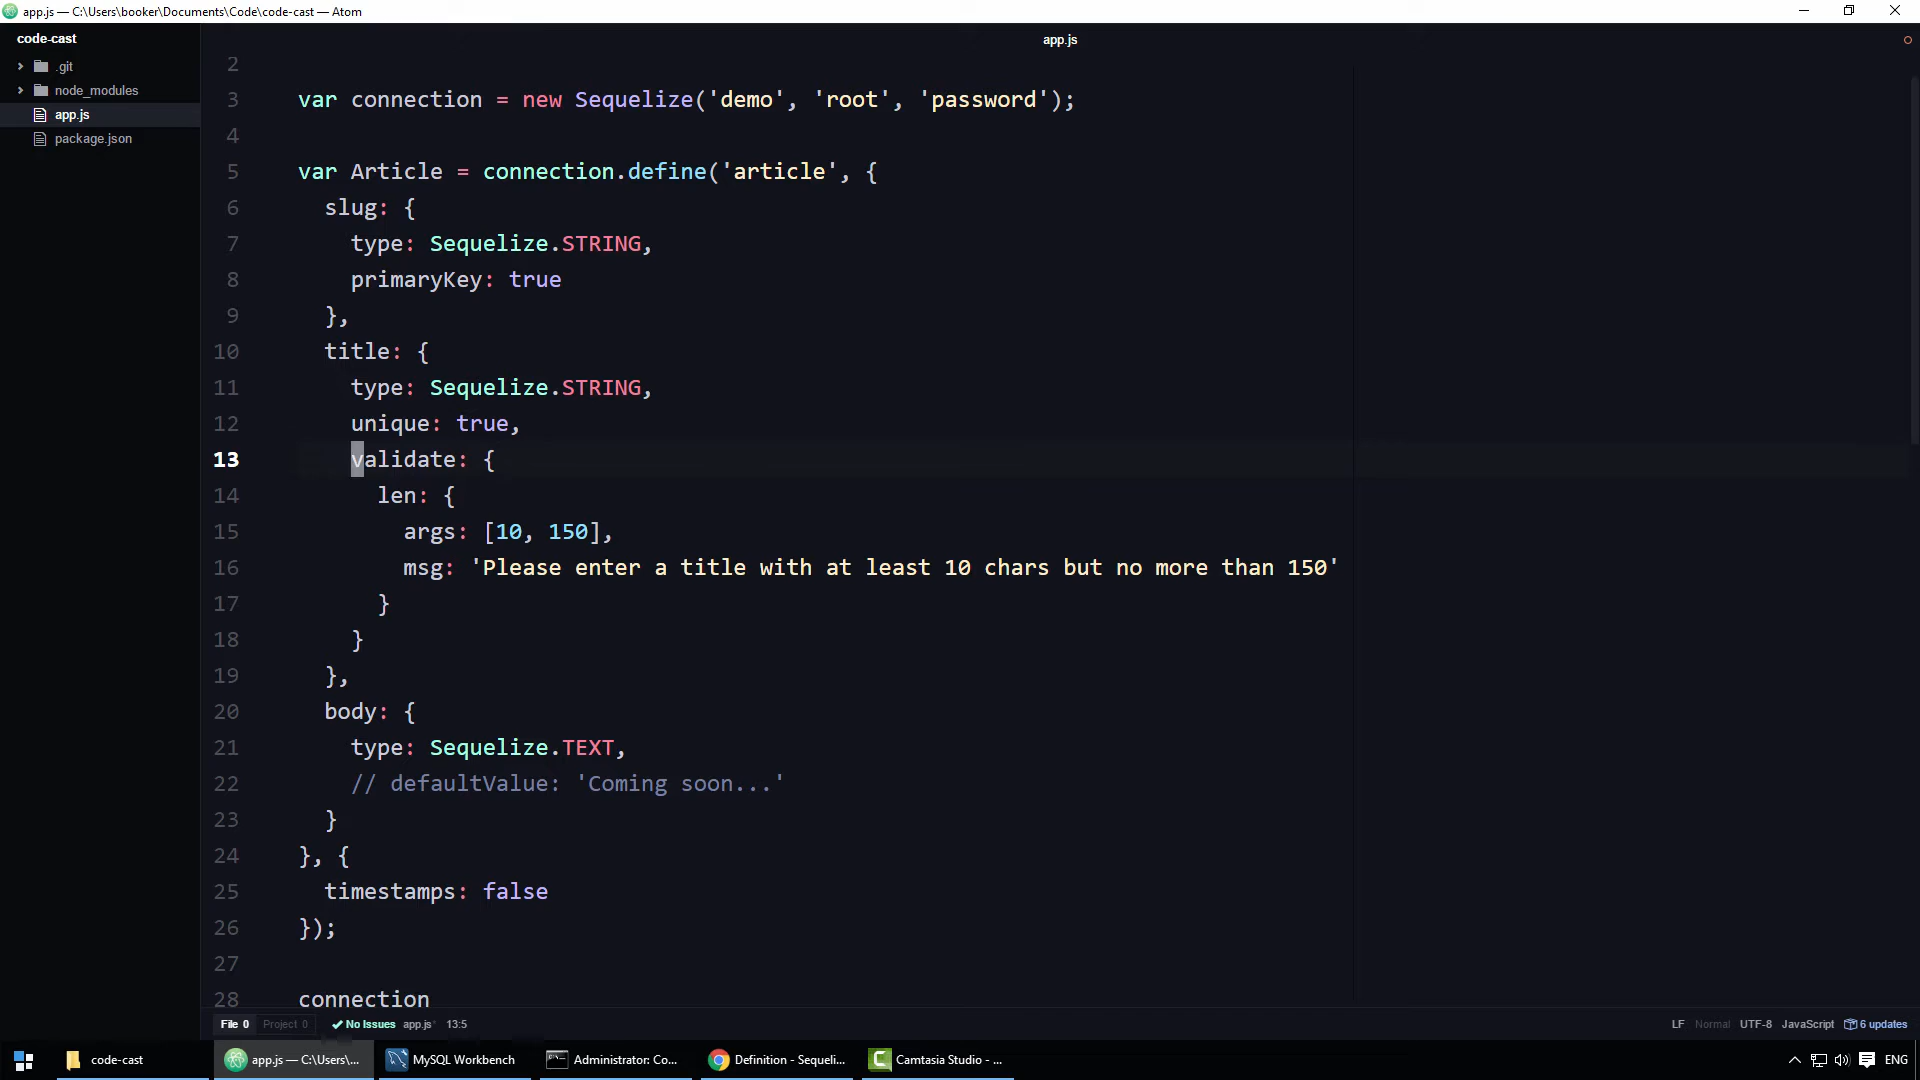 app.js — C:\Users\booker\Documents\Code\code-cast — Atom
code-cast
.git
node_modules
app.js
package.json
app.js
2
3 var connection = new Sequelize('demo', 'root', 'password');
4
5 var Article = connection.define('article', {
6 slug: {
7 type: Sequelize.STRING,
8 primaryKey: true
9 },
10 title: {
11 type: Sequelize.STRING,
12 unique: true,
13 validate: {
14 len: {
15 args: [10, 150],
16 msg: 'Please enter a title with at least 10 chars but no more than 150'
17 }
18 }
19 },
20 body: {
21 type: Sequelize.TEXT,
22 // defaultValue: 'Coming soon...'
23 }
24 }, {
25 timestamps: false
26 });
27
28 connection
File 0 Project 0 No Issues app.js* 13:5 LF Normal UTF-8 JavaScript 6 updates
code-cast app.js — C:\Users\... MySQL Workbench Administrator: Co... Definition - Sequeli... Camtasia Studio - ... ENG